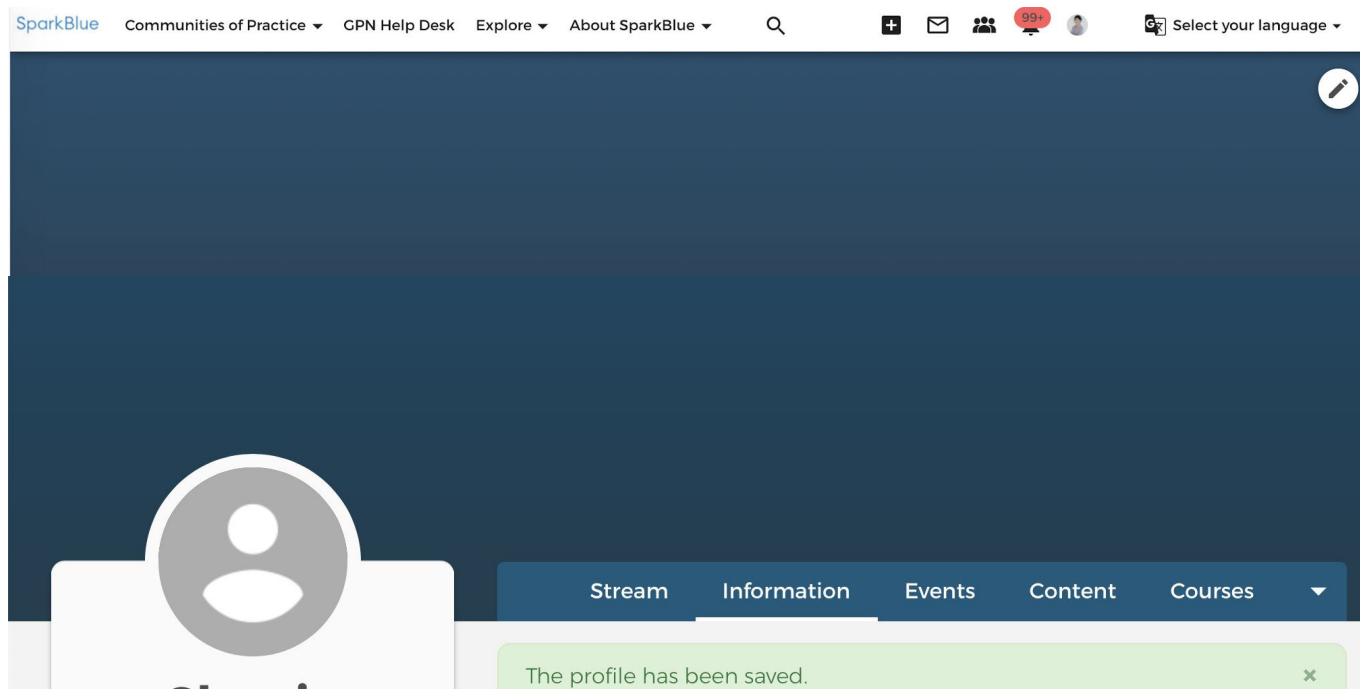 SparkBlue Communities of Practice GPN Help Desk Explore About SparkBlue 99+ Select your language
Stream Information Events Content Courses
The profile has been saved.